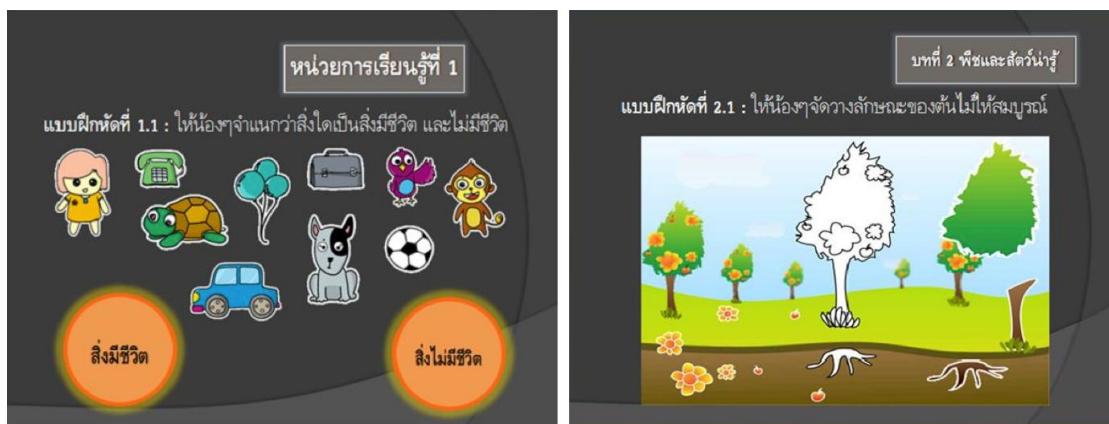 หน่วยการเรียนรู้ที่ 1
แบบฝึกหัดที่ 1.1 : ให้น้องๆจำแนกว่าสิ่งใดเป็นสิ่งมีชีวิต และไม่มีชีวิต
สิ่งมีชีวิต
สิ่งไม่มีชีวิต
บทที่ 2 พืชและสัตว์น่ารู้
แบบฝึกหัดที่ 2.1 : ให้น้องๆจัดวางลักษณะของต้นไม้ให้สมบูรณ์